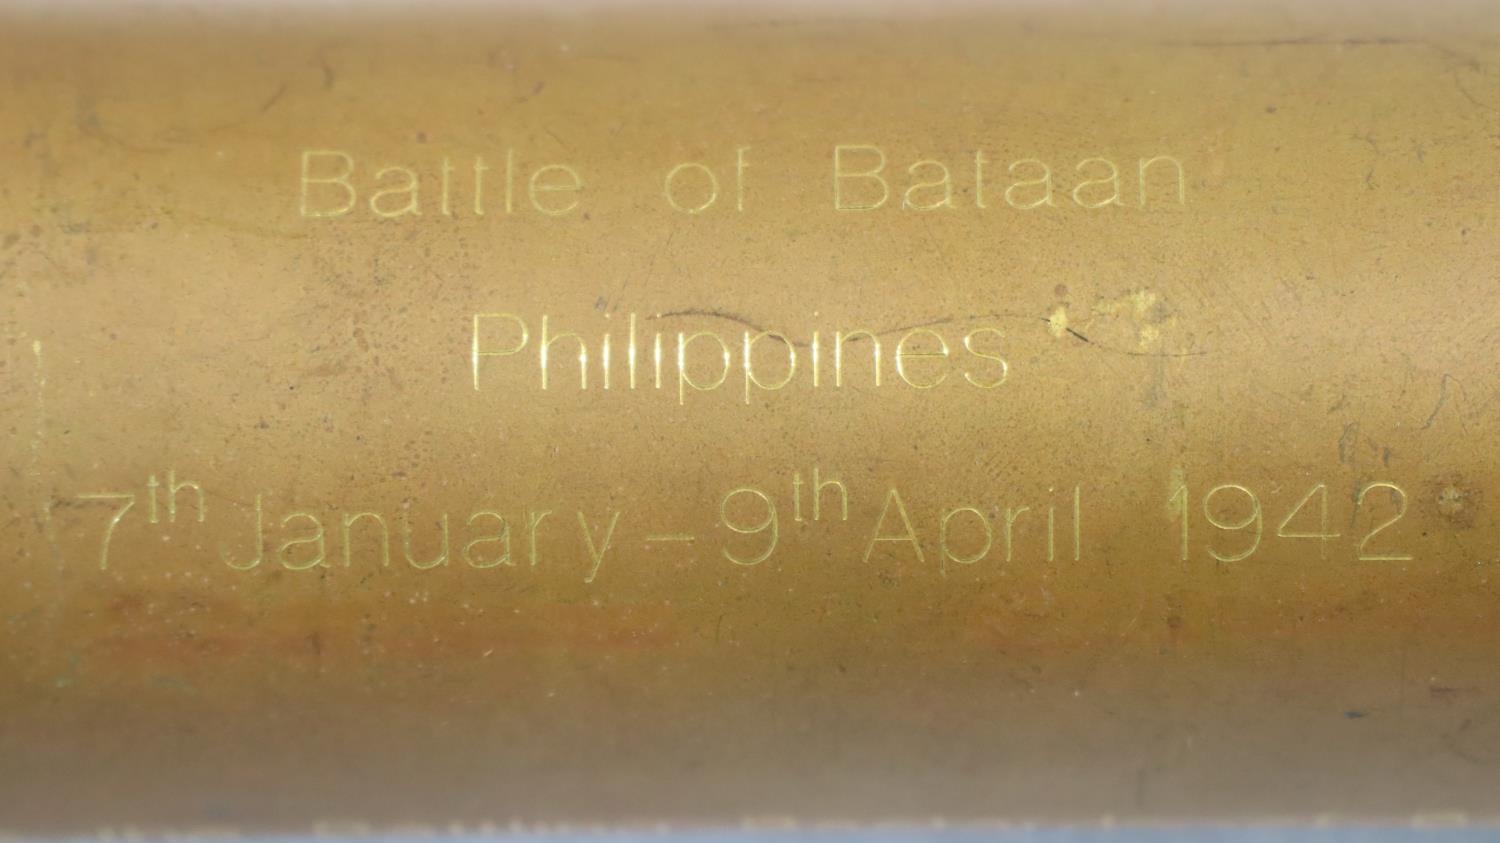 Battle of Bataan
Philippines
7th January – 9th April 1942